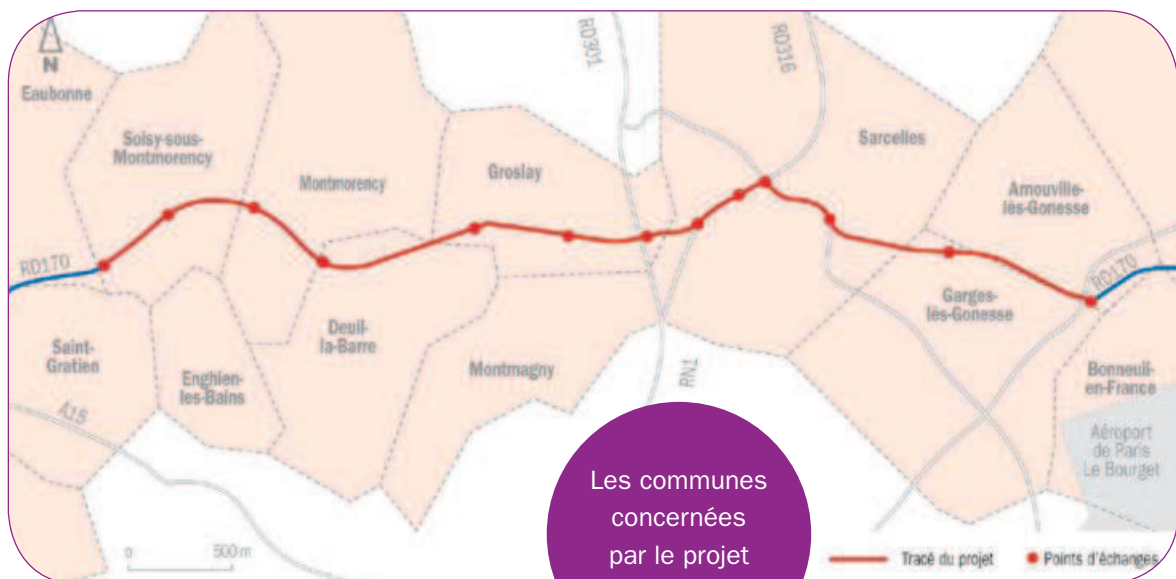 N
RD301
RD316
Eaubonne
Soisy-sous-
Montmorency
Montmorency
Groslay
Sarcelles
Arnouville-
lès-Gonesse
RD170
RD170
Saint-
Gratien
Enghien-
les-Bains
Deuil-
la-Barre
Montmagny
RN1
Garges-
lès-Gonesse
Bonneuil-
en-France
A15
Aéroport
de Paris
Le Bourget
Les communes
concernées
par le projet
0 500 m
Tracé du projet
Points d'échanges